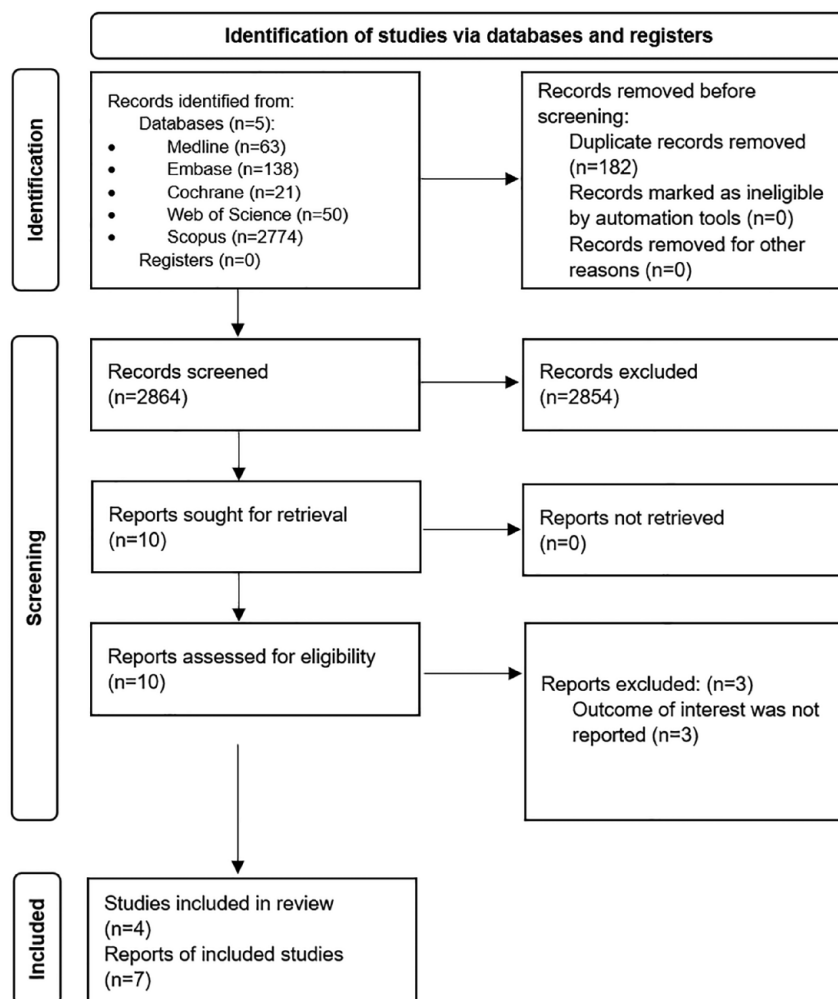 Identification of studies via databases and registers
Identification
Records identified from:
Databases (n=5):
• Medline (n=63)
• Embase (n=138)
• Cochrane (n=21)
• Web of Science (n=50)
• Scopus (n=2774)
Registers (n=0)
Records removed before
screening:
Duplicate records removed
(n=182)
Records marked as ineligible
by automation tools (n=0)
Records removed for other
reasons (n=0)
Screening
Records screened
(n=2864)
Records excluded
(n=2854)
Reports sought for retrieval
(n=10)
Reports not retrieved
(n=0)
Reports assessed for eligibility
(n=10)
Reports excluded: (n=3)
Outcome of interest was not
reported (n=3)
Included
Studies included in review
(n=4)
Reports of included studies
(n=7)